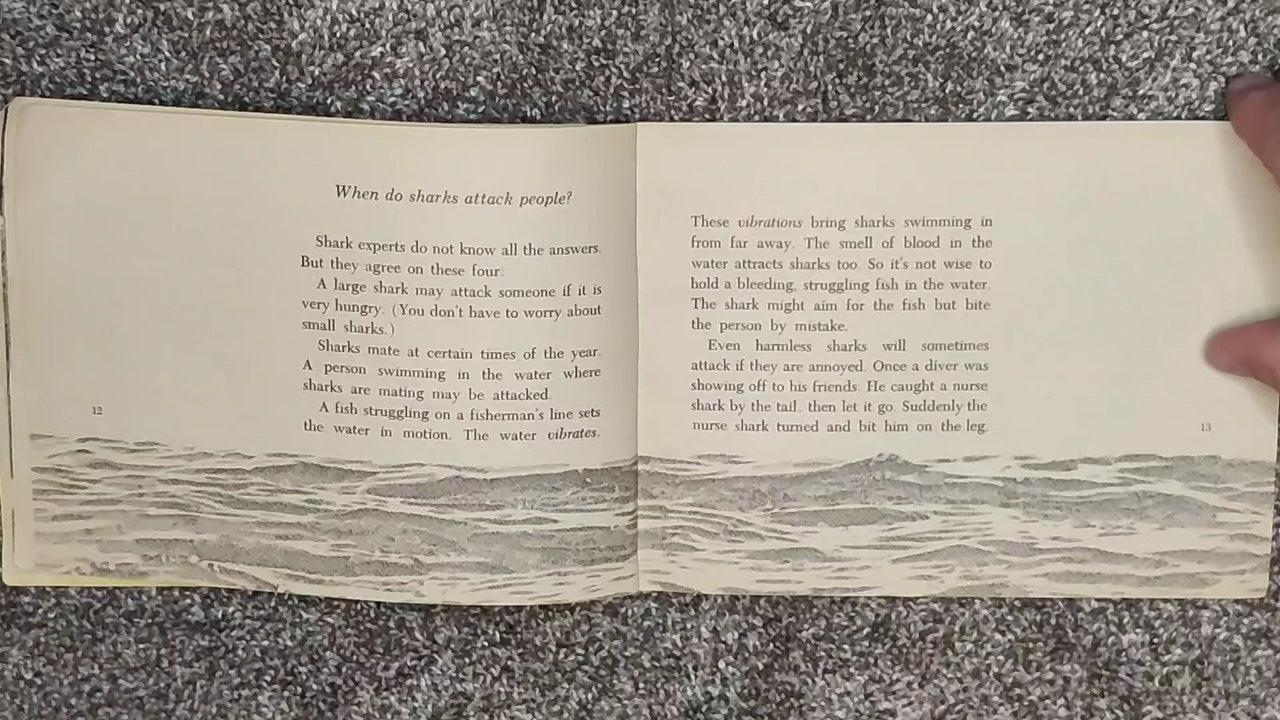 When do sharks attack people?
Shark experts do not know all the answers.
But they agree on these four:
A large shark may attack someone if it is
very hungry. (You don't have to worry about
small sharks.)
Sharks mate at certain times of the year.
A person swimming in the water where
sharks are mating may be attacked.
A fish struggling on a fisherman's line sets
the water in motion. The water vibrates.
12
These vibrations bring sharks swimming in
from far away. The smell of blood in the
water attracts sharks too. So it's not wise to
hold a bleeding, struggling fish in the water.
The shark might aim for the fish but bite
the person by mistake.
Even harmless sharks will sometimes
attack if they are annoyed. Once a diver was
showing off to his friends. He caught a nurse
shark by the tail, then let it go. Suddenly the
nurse shark turned and bit him on the leg.
13